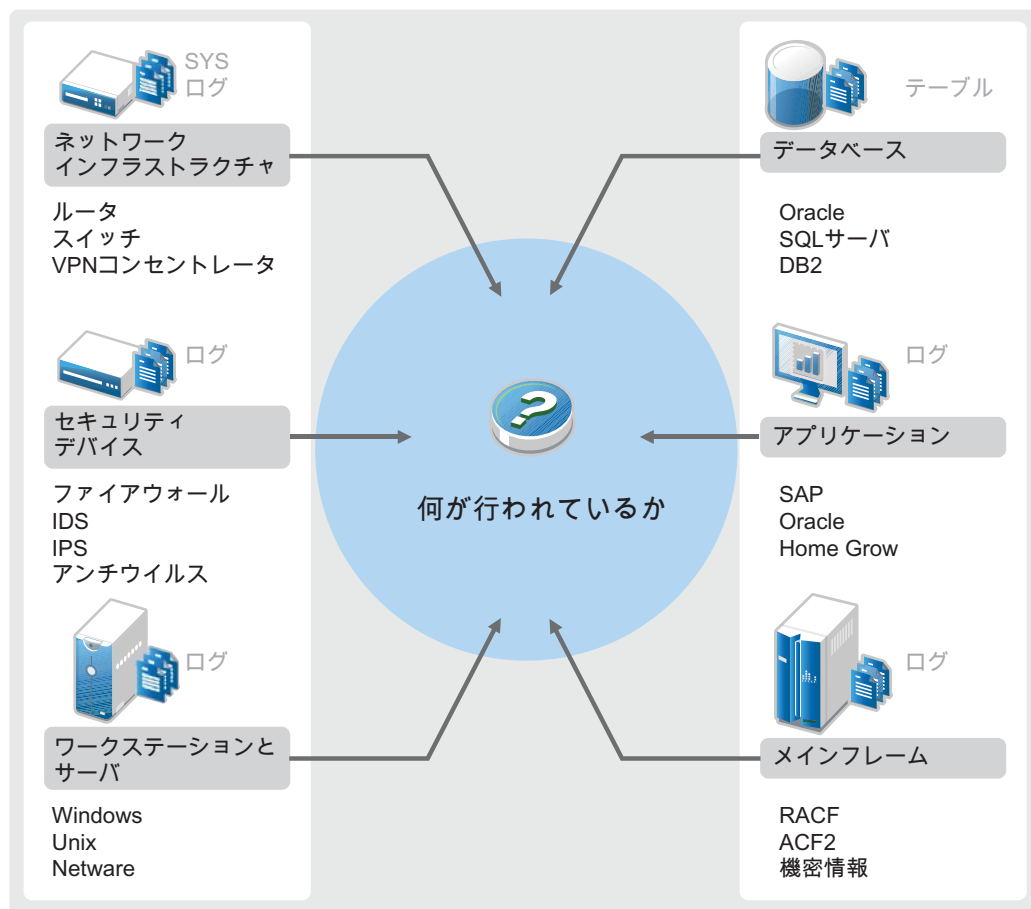 SYS
ログ
ネットワーク
インフラストラクチャ
ルータ
スイッチ
VPNコンセントレータ
ログ
セキュリティ
デバイス
ファイアウォール
IDS
IPS
アンチウイルス
ログ
ワークステーションと
サーバ
Windows
Unix
Netware
?
何が行われているか
テーブル
データベース
Oracle
SQLサーバ
DB2
ログ
アプリケーション
SAP
Oracle
Home Grow
ログ
メインフレーム
RACF
ACF2
機密情報